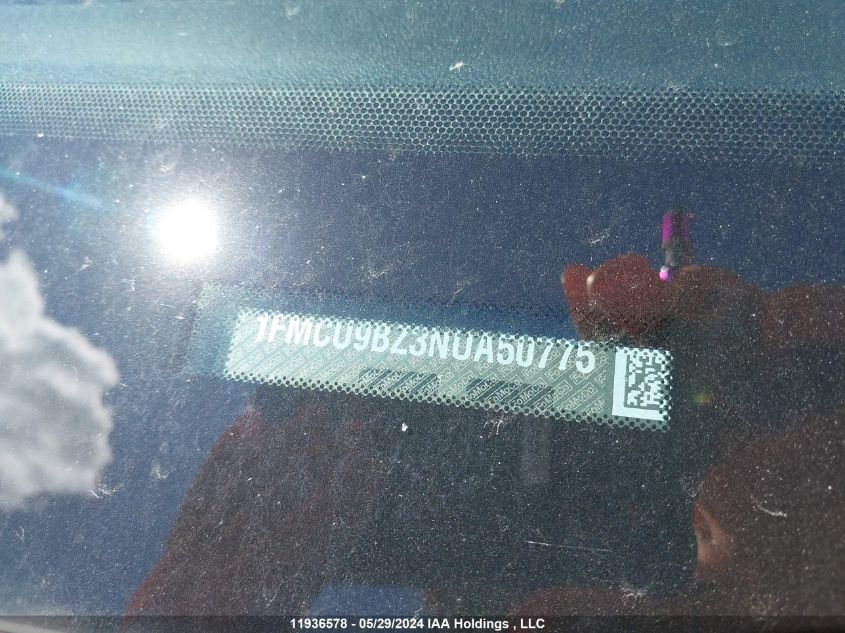 1FMCU9BZ3NUA50775
11936578 - 05/29/2024 IAA Holdings , LLC